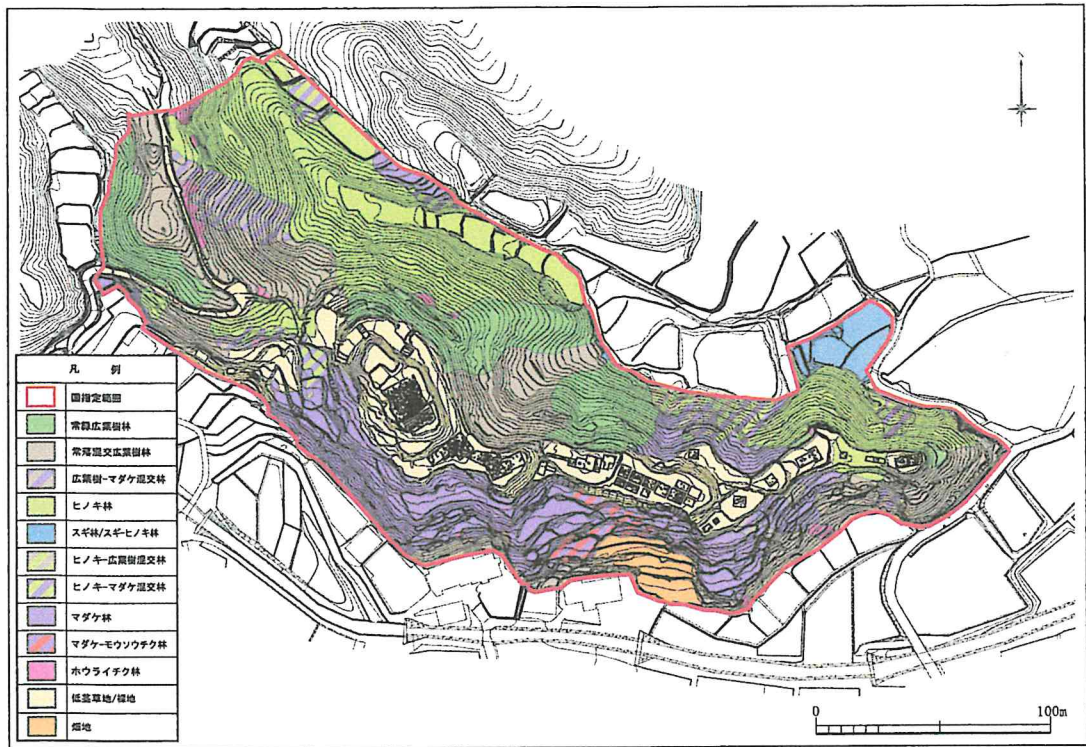 凡 例
国指定範囲
常緑広葉樹林
常落混交広葉樹林
広葉樹-マダケ混交林
ヒノキ林
スギ林/スギ-ヒノキ林
ヒノキ-広葉樹混交林
ヒノキ-マダケ混交林
マダケ林
マダケ-モウソウチク林
ホウライチク林
低茎草地/裸地
畑地
0 100m